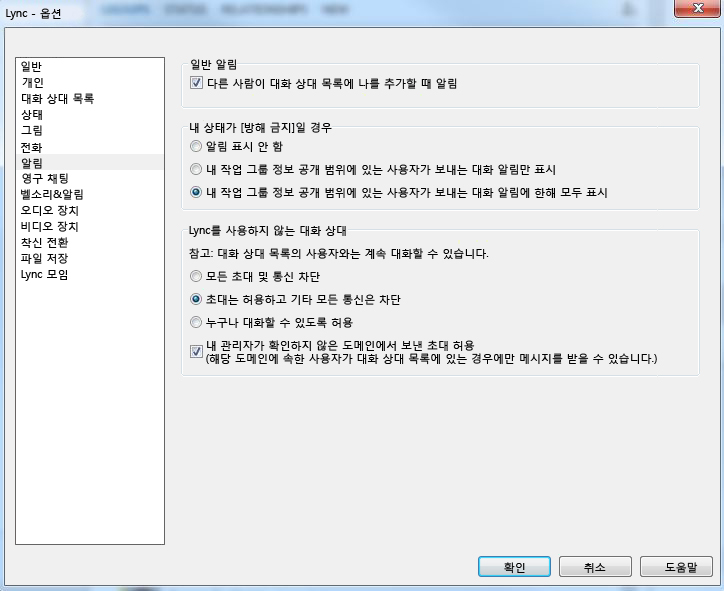 Lync - 옵션
일반
개인
대화 상대 목록
상태
그림
전화
알림
영구 채팅
벨소리&알림
오디오 장치
비디오 장치
착신 전환
파일 저장
Lync 모임
일반 알림
다른 사람이 대화 상대 목록에 나를 추가할 때 알림
내 상태가 [방해 금지]일 경우
알림 표시 안 함
내 작업 그룹 정보 공개 범위에 있는 사용자가 보내는 대화 알림만 표시
내 작업 그룹 정보 공개 범위에 있는 사용자가 보내는 대화 알림에 한해 모두 표시
Lync를 사용하지 않는 대화 상대
참고: 대화 상대 목록의 사용자와는 계속 대화할 수 있습니다.
모든 초대 및 통신 차단
초대는 허용하고 기타 모든 통신은 차단
누구나 대화할 수 있도록 허용
내 관리자가 확인하지 않은 도메인에서 보낸 초대 허용
(해당 도메인에 속한 사용자가 대화 상대 목록에 있는 경우에만 메시지를 받을 수 있습니다.)
확인
취소
도움말